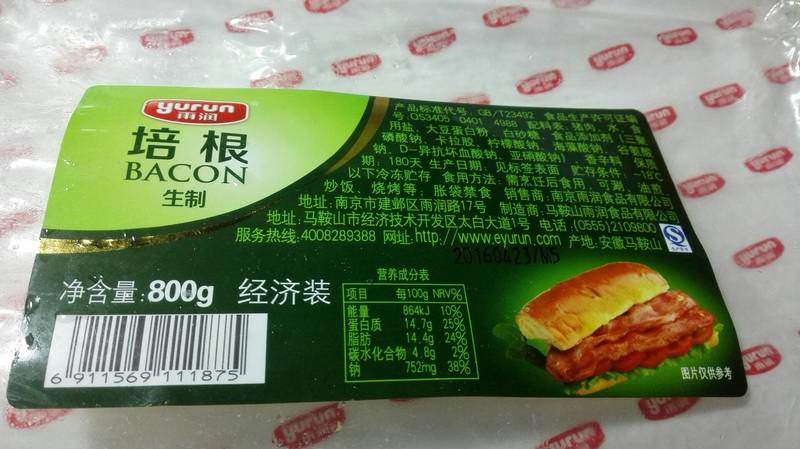 yurun
雨润
培根
BACON
生制
产品标准代号 GB/T23492 食品生产许可证编
号:QS3405 0401 4988 配料表:猪肉、水、食
用盐、大豆蛋白粉、白砂糖、食品添加剂(三聚
磷酸钠、卡拉胶、柠檬酸钠、海藻酸钠、谷氨酸
钠、D-异抗坏血酸钠、亚硝酸钠)、香辛料 保质
期:180天 生产日期:见标签表面 贮存条件:-18℃
以下冷冻贮存 食用方法:需烹饪后食用,可涮、油煎
炒饭、烧烤等,胀袋禁食 销售商:南京雨润食品有限公司
地址:南京市建邺区雨润路17号 制造商:马鞍山雨润食品有限公司
地址:马鞍山市经济技术开发区太白大道1号 电话:(0555)2109800
服务热线:4008289388 网址:http://www.eyurun.com 产地:安徽马鞍山
20160423/N5
净含量:800g 经济装
营养成分表
项目 每100g NRV%
能量 864kJ 10%
蛋白质 14.7g 25%
脂肪 14.4g 24%
碳水化合物 4.8g 2%
钠 752mg 38%
6 911569 111875
图片仅供参考